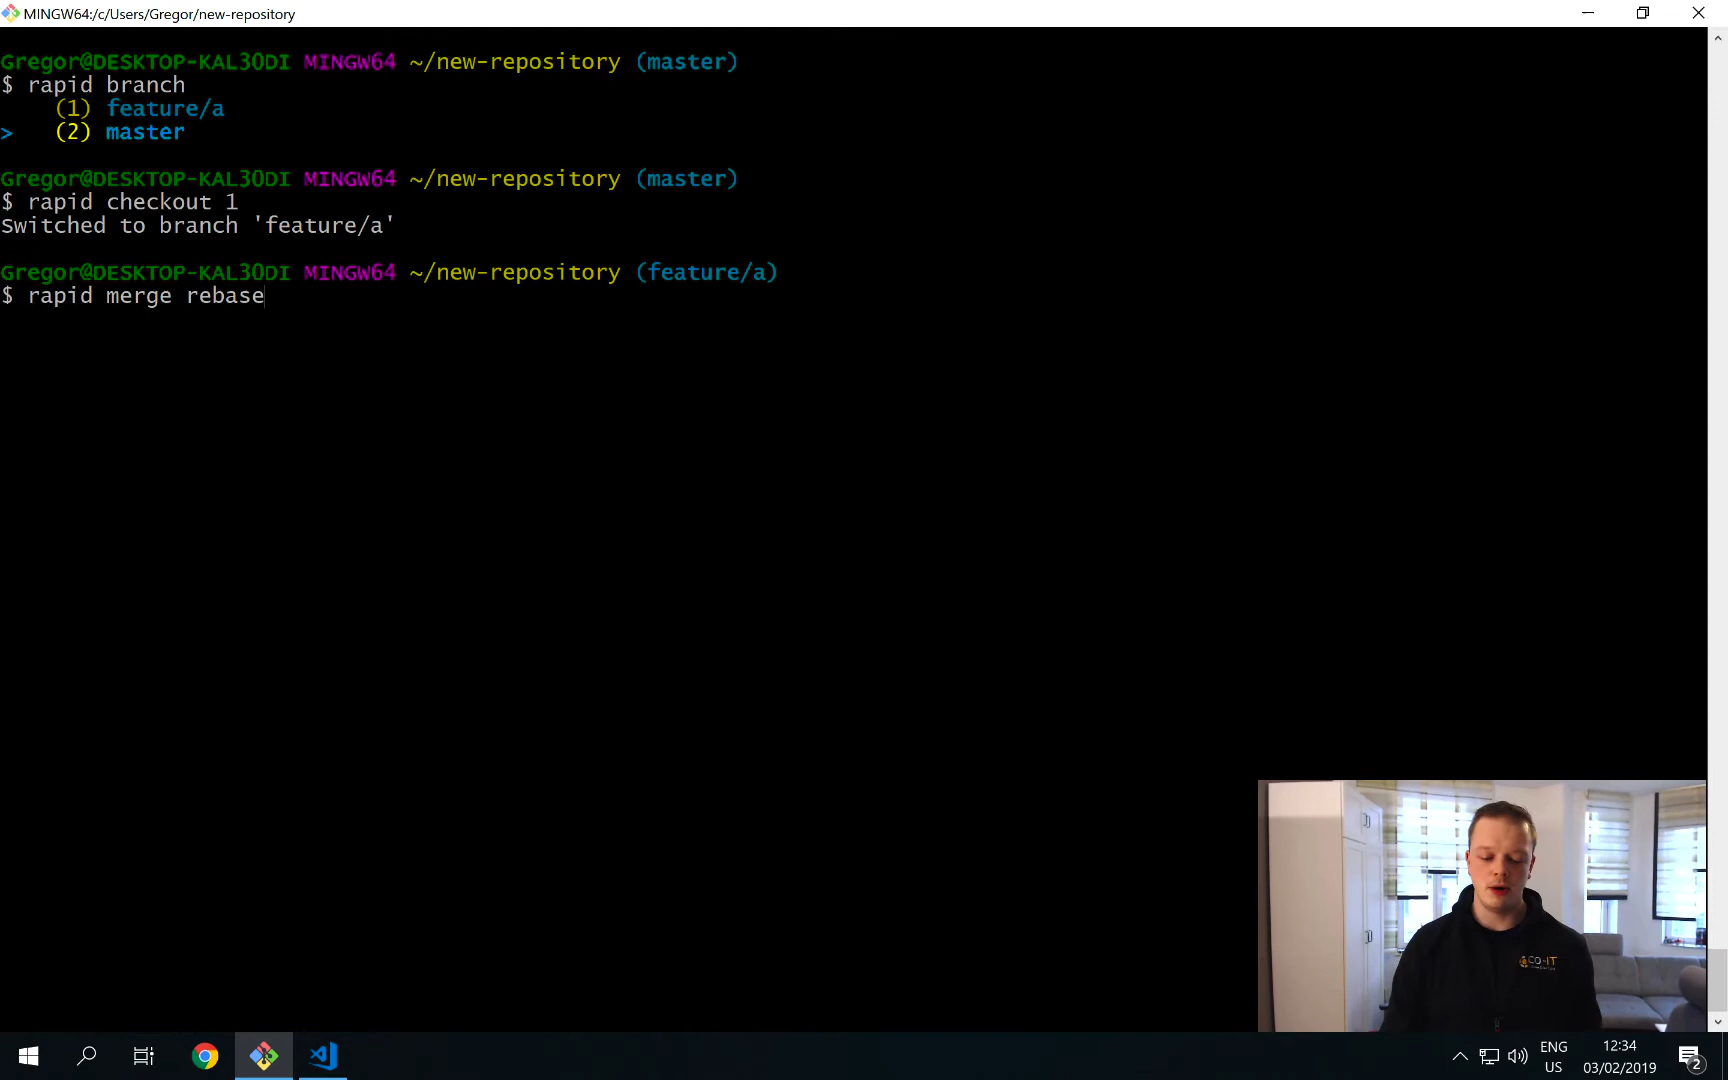 MINGW64:/c/Users/Gregor/new-repository
Gregor@DESKTOP-KAL30DI MINGW64 ~/new-repository (master)
$ rapid branch
(1) feature/a
> (2) master
Gregor@DESKTOP-KAL30DI MINGW64 ~/new-repository (master)
$ rapid checkout 1
Switched to branch 'feature/a'
Gregor@DESKTOP-KAL30DI MINGW64 ~/new-repository (feature/a)
$ rapid merge rebase
CO-IT
ENG
US
12:34
03/02/2019
2